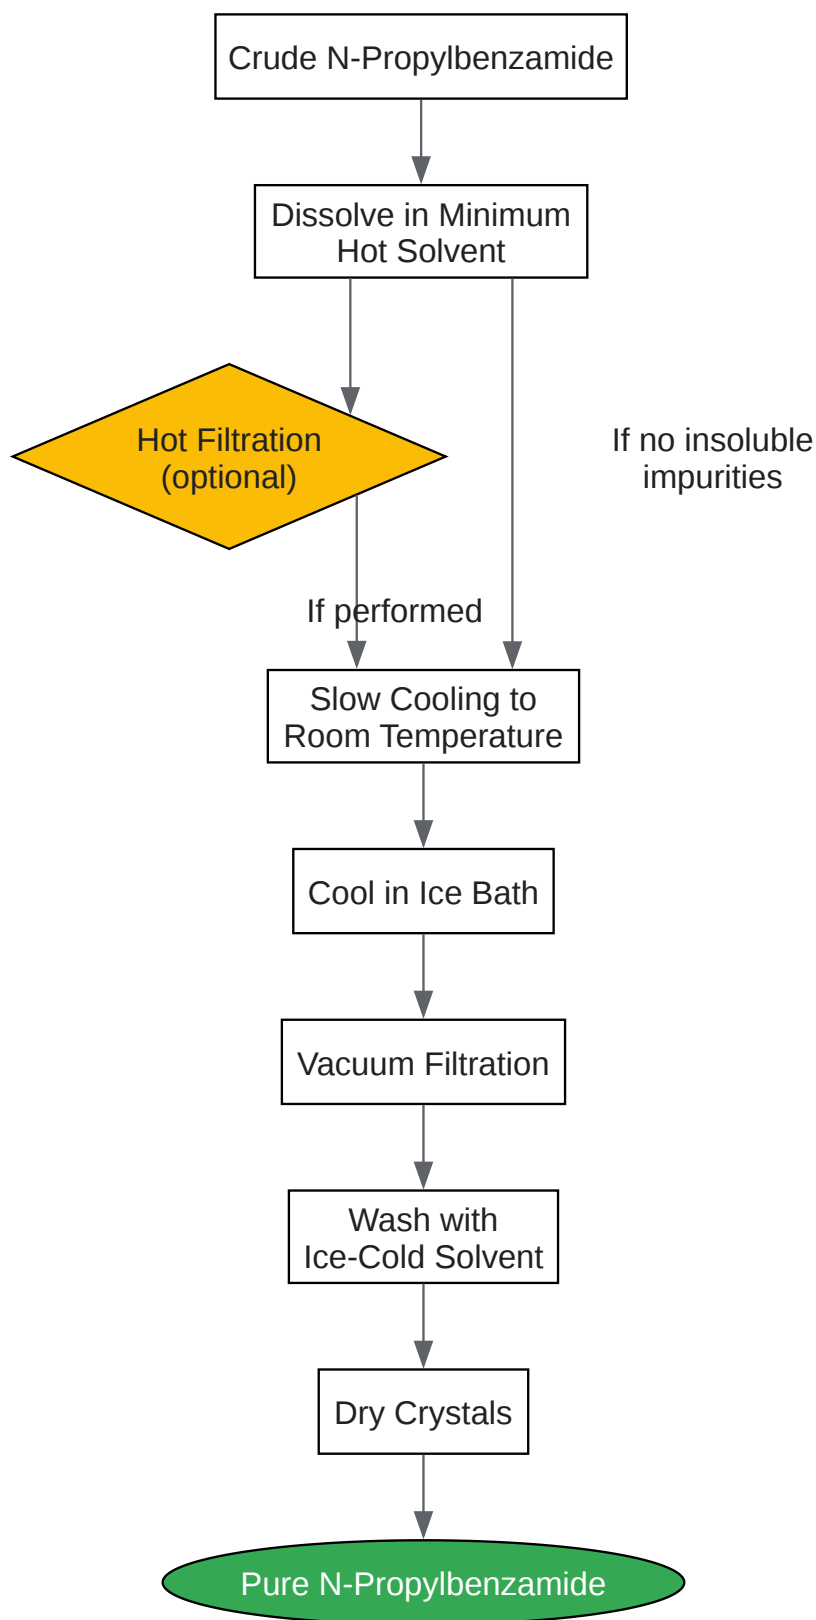 Crude N-Propylbenzamide
Dissolve in Minimum
Hot Solvent
Hot Filtration
(optional)
If no insoluble
impurities
If performed
Slow Cooling to
Room Temperature
Cool in Ice Bath
Vacuum Filtration
Wash with
Ice-Cold Solvent
Dry Crystals
Pure N-Propylbenzamide